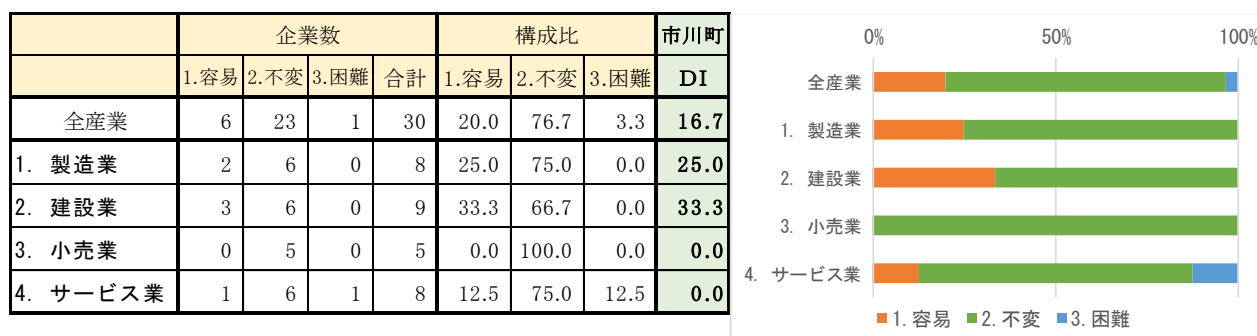 企業数 構成比 市川町
1.容易 2.不変 3.困難 合計 1.容易 2.不変 3.困難 DI
全産業 6 23 1 30 20.0 76.7 3.3 16.7
1. 製造業 2 6 0 8 25.0 75.0 0.0 25.0
2. 建設業 3 6 0 9 33.3 66.7 0.0 33.3
3. 小売業 0 5 0 5 0.0 100.0 0.0 0.0
4. サービス業 1 6 1 8 12.5 75.0 12.5 0.0
0% 50% 100%
全産業
1. 製造業
2. 建設業
3. 小売業
4. サービス業
1. 容易 2. 不変 3. 困難